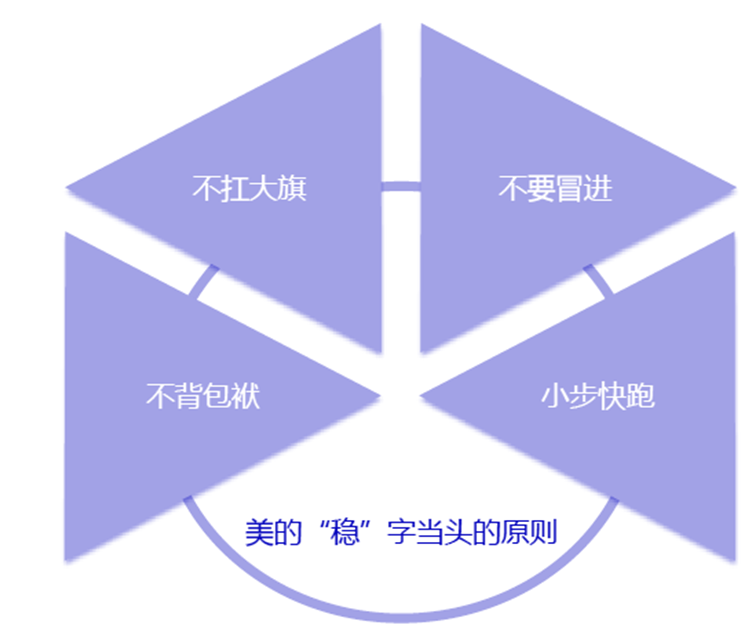 不扛大旗
不要冒进
不背包袱
小步快跑
美的“稳”字当头的原则